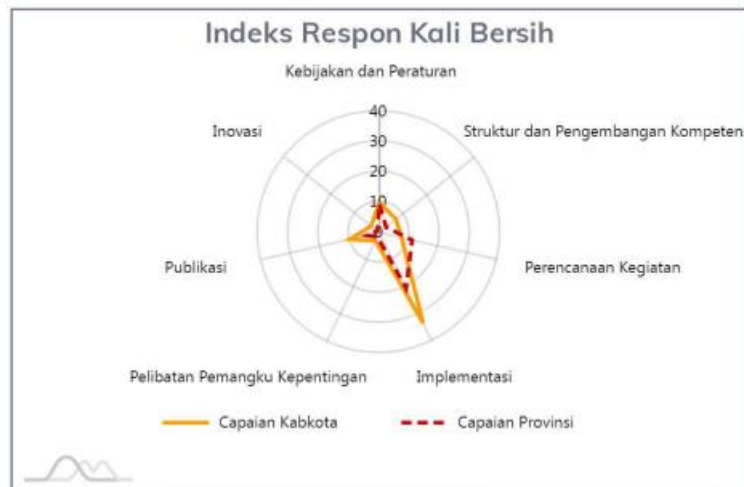 Indeks Respon Kali Bersih
Kebijakan dan Peraturan
Inovasi
Struktur dan Pengembangan Kompeten
40
30
20
10
0
Publikasi
Perencanaan Kegiatan
Pelibatan Pemangku Kepentingan
Implementasi
Capaian Kabkota
Capaian Provinsi